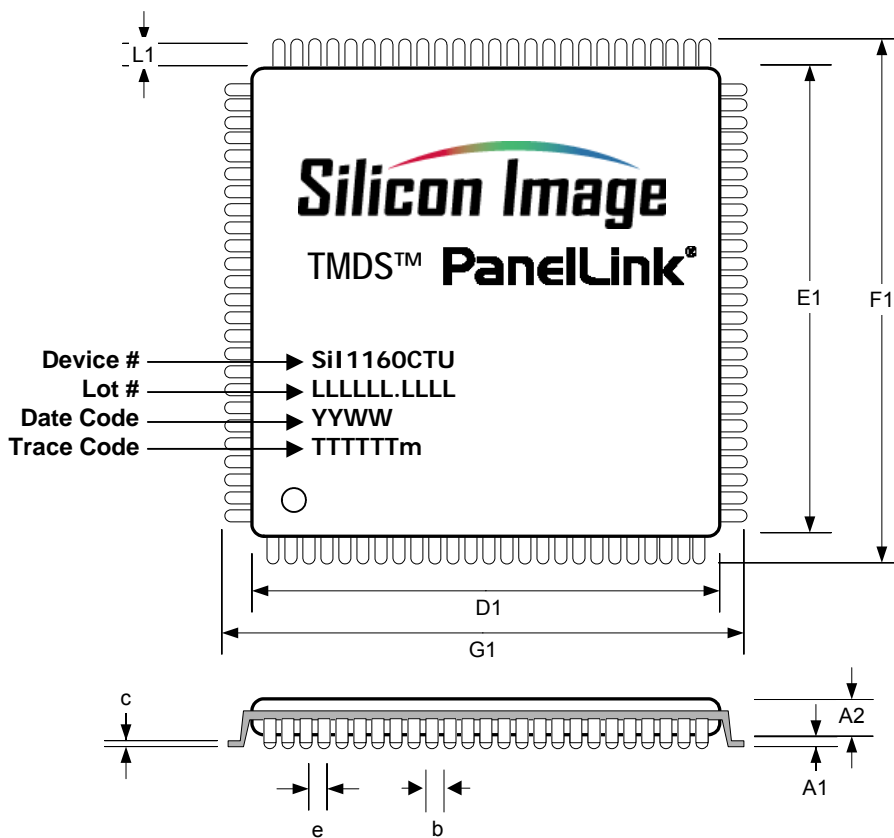 L1
Silicon Image
TMDS™ PanelLink®
E1
F1
Device # SiI1160CTU
Lot # LLLLLL.LLLL
Date Code YYWW
Trace Code TTTTTTm
D1
G1
c
A2
A1
e
b